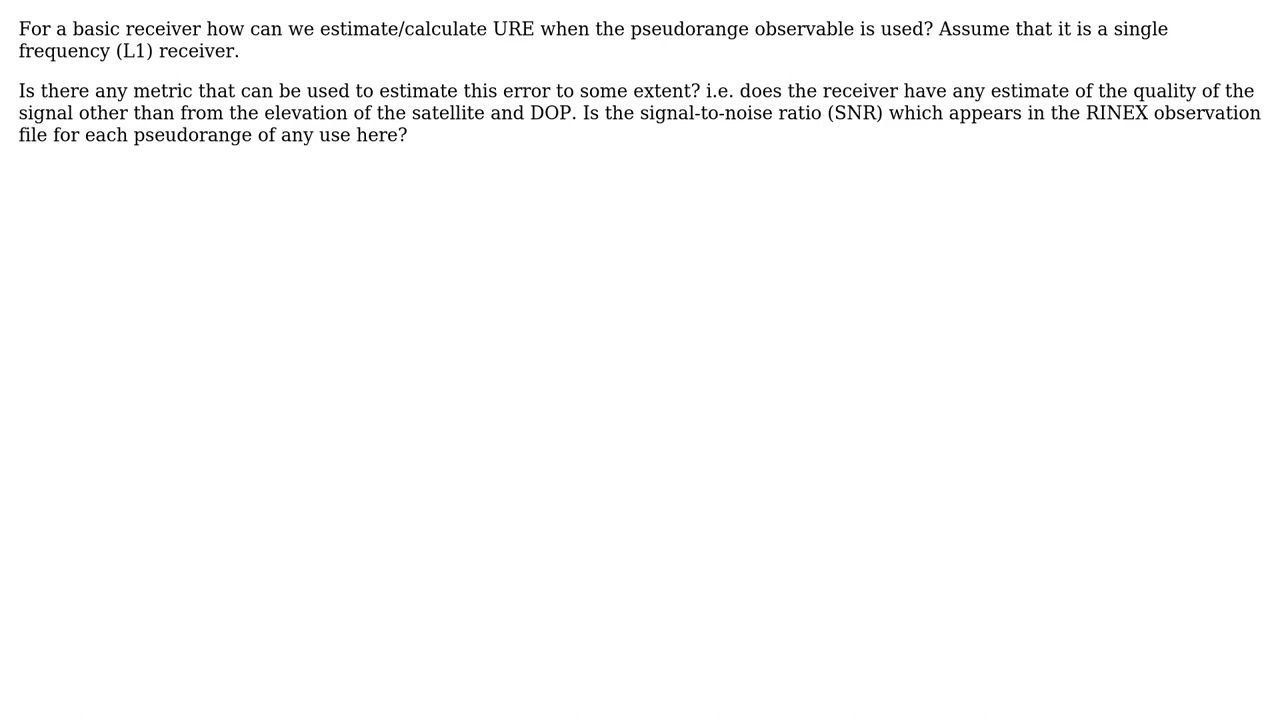 For a basic receiver how can we estimate/calculate URE when the pseudorange observable is used? Assume that it is a single
frequency (L1) receiver.
Is there any metric that can be used to estimate this error to some extent? i.e. does the receiver have any estimate of the quality of the
signal other than from the elevation of the satellite and DOP. Is the signal-to-noise ratio (SNR) which appears in the RINEX observation
file for each pseudorange of any use here?